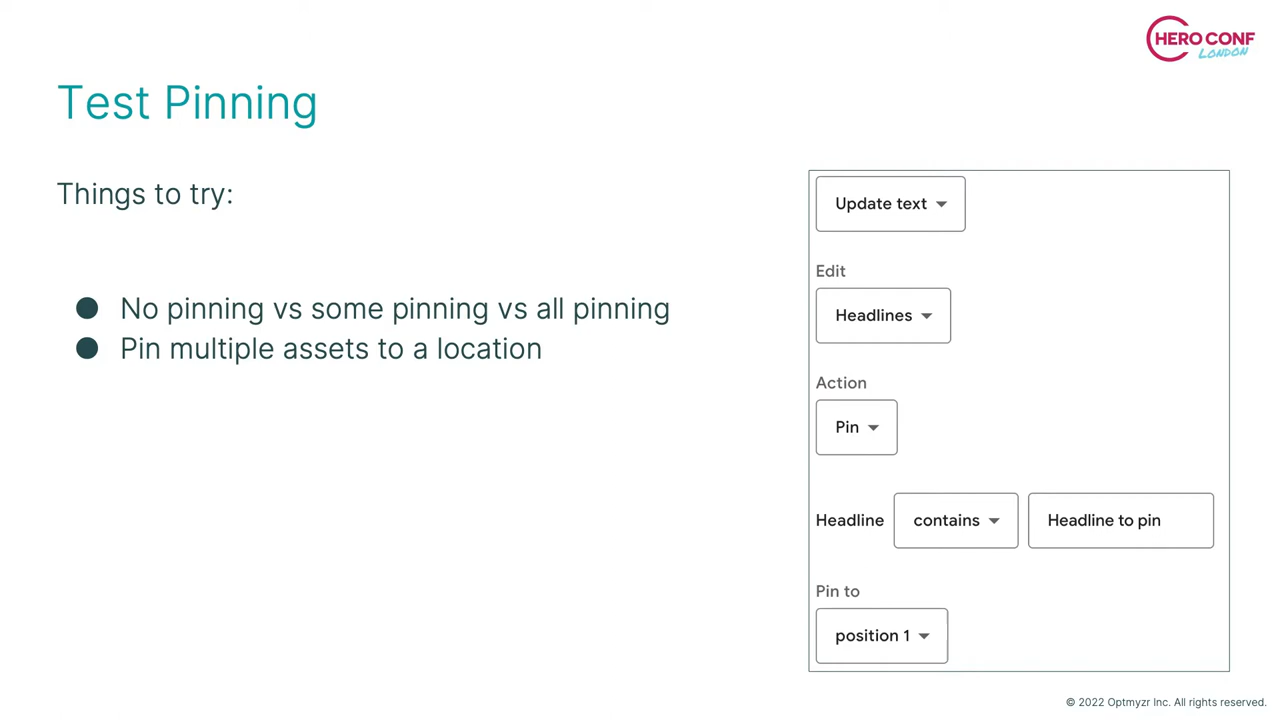 HERO CONF
LONDON
Test Pinning
Things to try:
● No pinning vs some pinning vs all pinning
● Pin multiple assets to a location
Update text
Edit
Headlines
Action
Pin
Headline contains Headline to pin
Pin to
position 1
© 2022 Optmyzr Inc. All rights reserved.